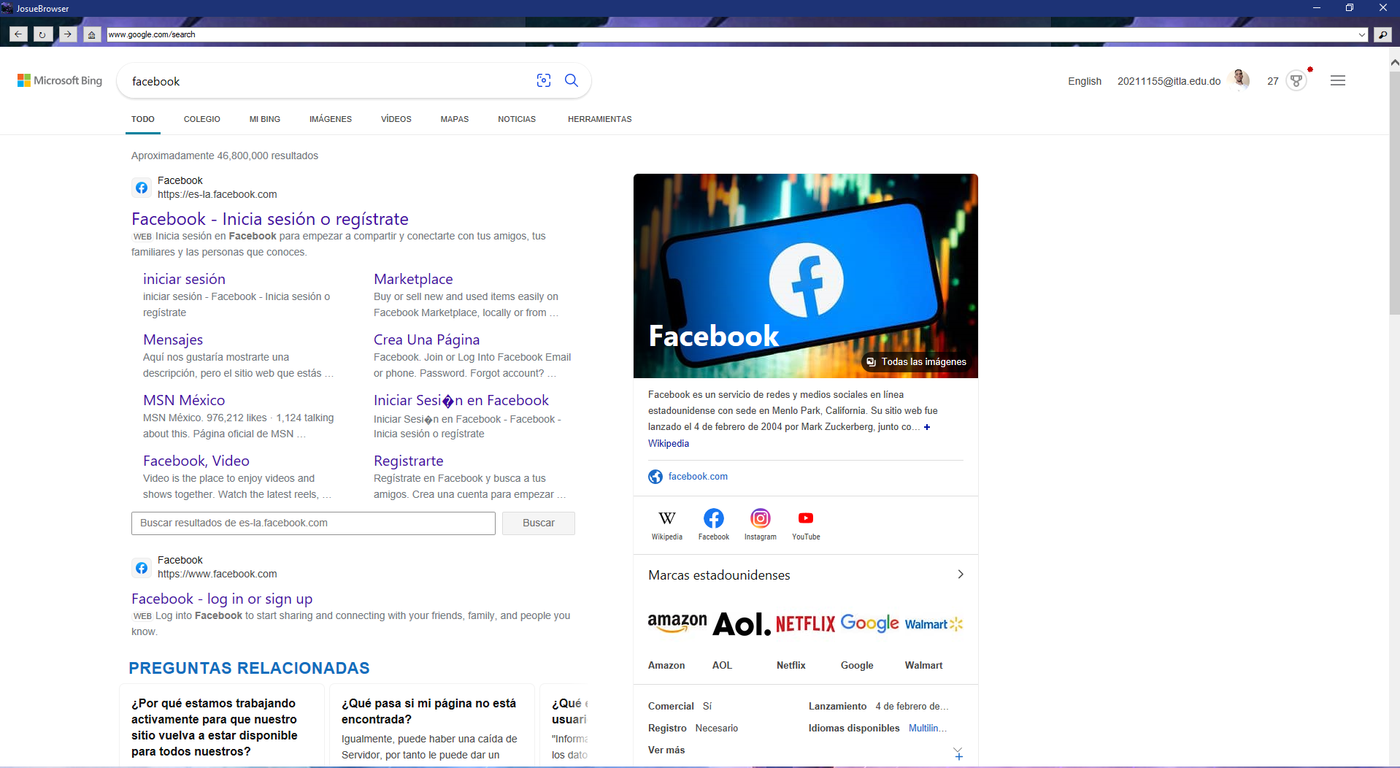 JosueBrowser
www.google.com/search
Microsoft Bing
facebook
English
20211155@itla.edu.do
27
TODO
COLEGIO
MI BING
IMÁGENES
VÍDEOS
MAPAS
NOTICIAS
HERRAMIENTAS
Aproximadamente 46,800,000 resultados
Facebook
https://es-la.facebook.com
Facebook - Inicia sesión o regístrate
WEB Inicia sesión en Facebook para empezar a compartir y conectarte con tus amigos, tus
familiares y las personas que conoces.
iniciar sesión
iniciar sesión - Facebook - Inicia sesión o
regístrate
Marketplace
Buy or sell new and used items easily on
Facebook Marketplace, locally or from ...
Mensajes
Aquí nos gustaría mostrarte una
descripción, pero el sitio web que estás ...
Crea Una Página
Facebook. Join or Log Into Facebook Email
or phone. Password. Forgot account? ...
MSN México
MSN México. 976,212 likes · 1,124 talking
about this. Página oficial de MSN ...
Iniciar Sesi�n en Facebook
Iniciar Sesi�n en Facebook - Facebook -
Inicia sesión o regístrate
Facebook, Video
Video is the place to enjoy videos and
shows together. Watch the latest reels, ...
Registrarte
Regístrate en Facebook y busca a tus
amigos. Crea una cuenta para empezar ...
Buscar resultados de es-la.facebook.com
Buscar
Facebook
https://www.facebook.com
Facebook - log in or sign up
WEB Log into Facebook to start sharing and connecting with your friends, family, and people you
know.
PREGUNTAS RELACIONADAS
¿Por qué estamos trabajando
activamente para que nuestro
sitio vuelva a estar disponible
para todos nuestros?
¿Qué pasa si mi página no está
encontrada?
Igualmente, puede haber una caída de
Servidor, por tanto le puede dar un
¿Qué
usuari
"Informa
los dato
Facebook
Todas las imágenes
Facebook es un servicio de redes y medios sociales en línea
estadounidense con sede en Menlo Park, California. Su sitio web fue
lanzado el 4 de febrero de 2004 por Mark Zuckerberg, junto co... +
Wikipedia
facebook.com
W
Wikipedia
Facebook
Instagram
YouTube
Marcas estadounidenses
amazon
Aol.
NETFLIX
Google
Walmart
Amazon
AOL
Netflix
Google
Walmart
Comercial Sí
Lanzamiento 4 de febrero de...
Registro Necesario
Idiomas disponibles Multilin...
Ver más